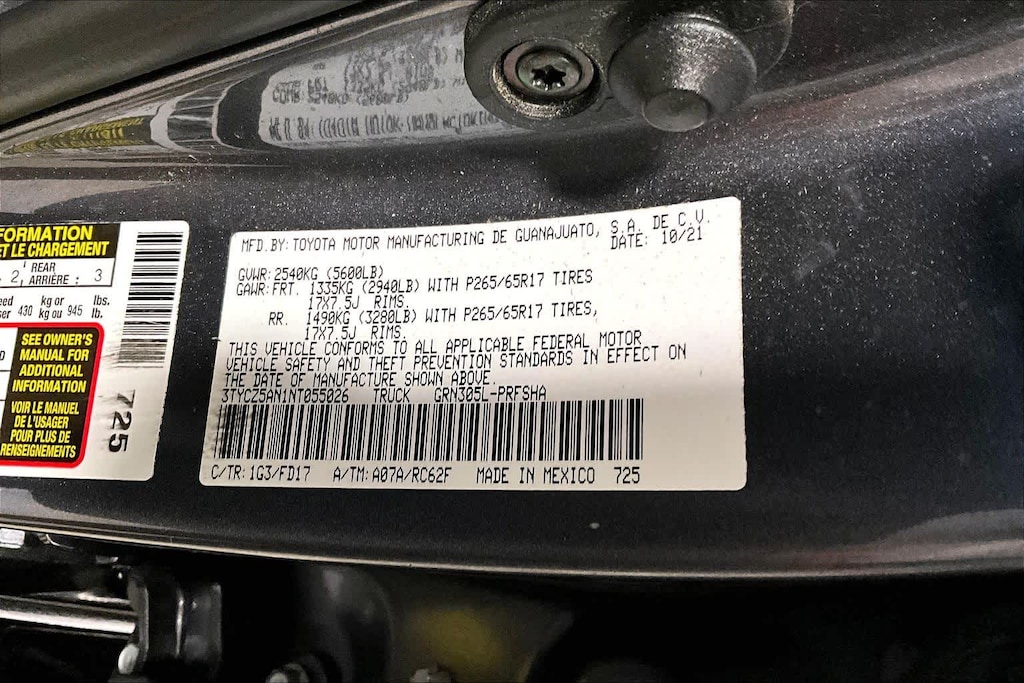 FORMATION
ET LE CHARGEMENT
2 REAR ARRIÈRE : 3
430 kg or kg ou 945 lbs. lb.
SEE OWNER'S
MANUAL FOR
ADDITIONAL
INFORMATION
VOIR LE MANUEL
DE L'USAGER
POUR PLUS DE
RENSEIGNEMENTS
725
MFD. BY: TOYOTA MOTOR MANUFACTURING DE GUANAJUATO, S.A. DE C.V.
DATE: 10/21
GVWR: 2540KG (5600LB)
GAWR: FRT. 1335KG (2940LB) WITH P265/65R17 TIRES
17X7.5J RIMS.
RR. 1490KG (3280LB) WITH P265/65R17 TIRES,
17X7.5J RIMS.
THIS VEHICLE CONFORMS TO ALL APPLICABLE FEDERAL MOTOR
VEHICLE SAFETY AND THEFT PREVENTION STANDARDS IN EFFECT ON
THE DATE OF MANUFACTURE SHOWN ABOVE.
3TYCZ5AN1NT055026 TRUCK GRN305L-PRFSHA
C/TR: 1G3/FD17 A/TM: A07A/RC62F MADE IN MEXICO 725